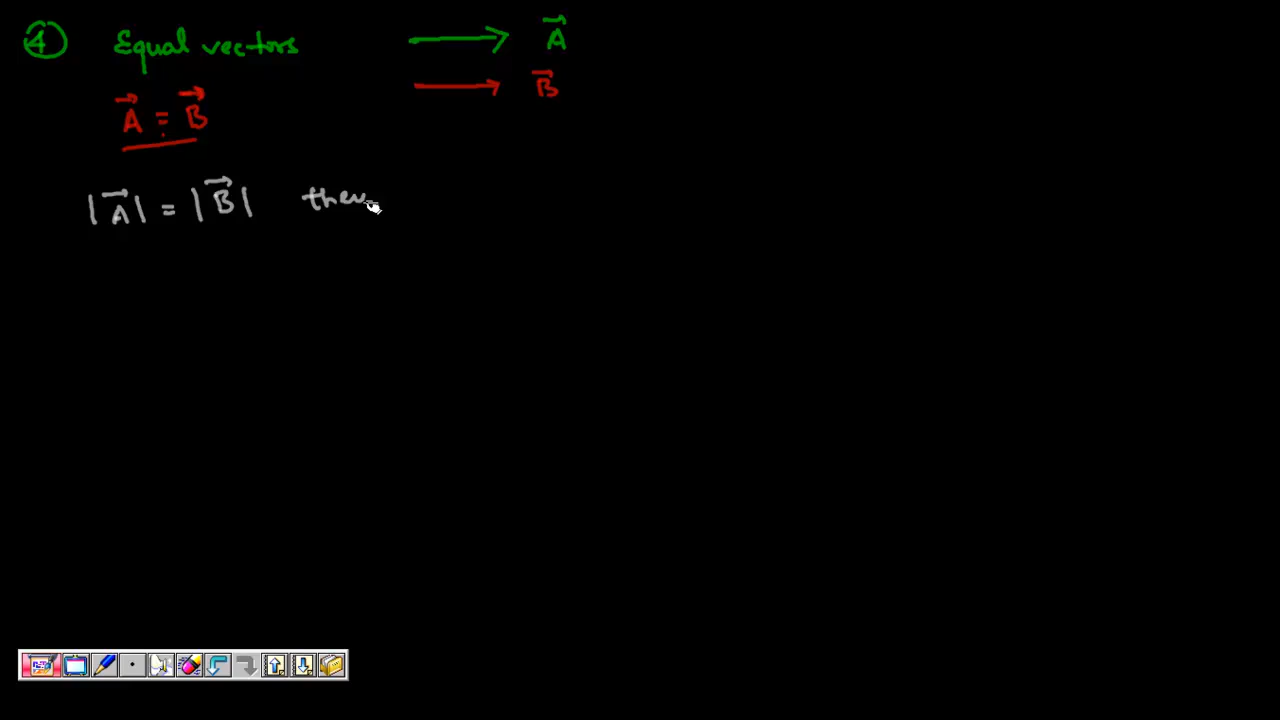 ④ Equal vectors → A⃗
→ B⃗
A⃗ = B⃗
|A⃗| = |B⃗| then